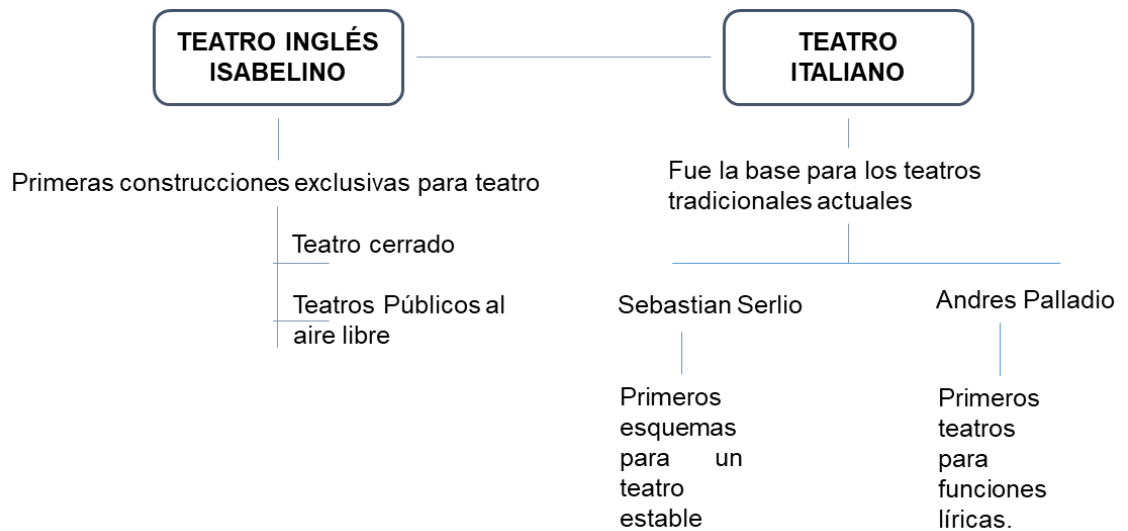 TEATRO INGLÉS
ISABELINO
Primeras construcciones exclusivas para teatro
Teatro cerrado
Teatros Públicos al
aire libre
TEATRO
ITALIANO
Fue la base para los teatros
tradicionales actuales
Sebastian Serlio
Primeros
esquemas
para un
teatro
estable
Andres Palladio
Primeros
teatros
para
funciones
líricas.